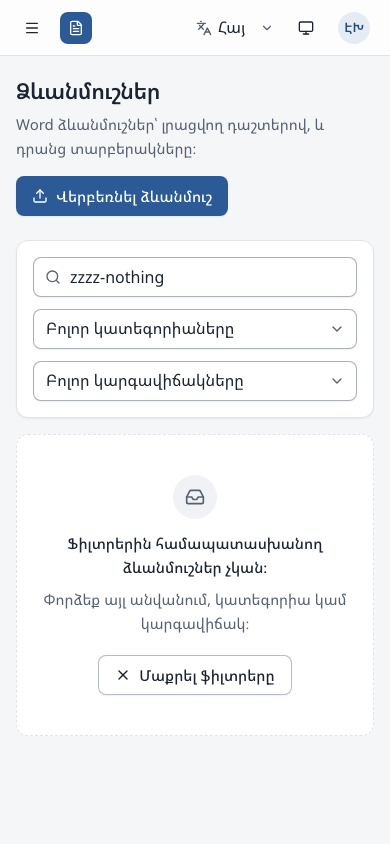 Հայ
ԷԽ
Ձևանմուշներ
Word ձևանմուշներ՝ լրացվող դաշտերով, և
դրանց տարբերակները։
Վերբեռնել ձևանմուշ
zzzz-nothing
Բոլոր կատեգորիաները
Բոլոր կարգավիճակները
Ֆիլտրերին համապատասխանող
ձևանմուշներ չկան։
Փորձեք այլ անվանում, կատեգորիա կամ
կարգավիճակ։
Մաքրել ֆիլտրերը